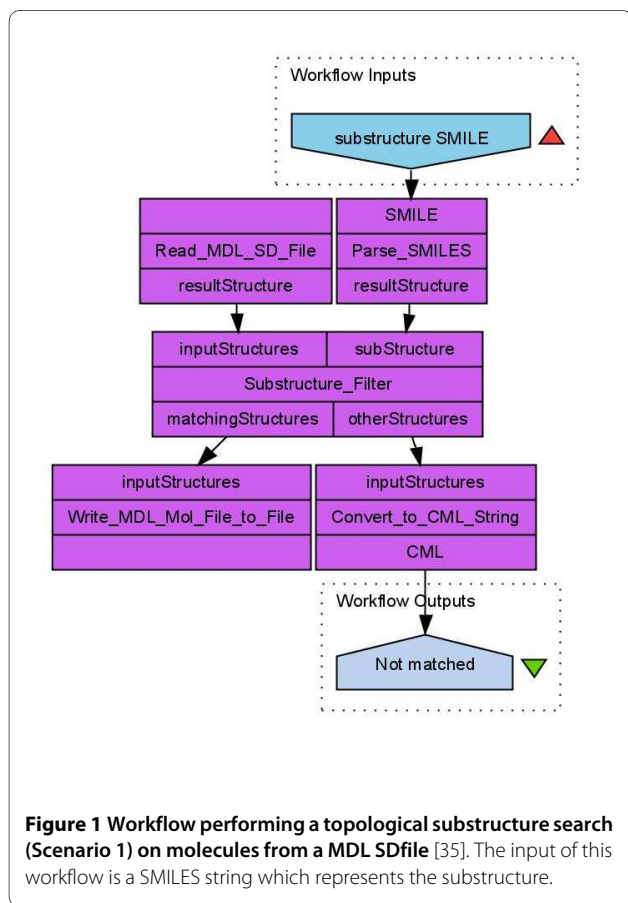 Workflow Inputs
substructure SMILE
SMILE
Read_MDL_SD_File
Parse_SMILES
resultStructure
resultStructure
inputStructures
subStructure
Substructure_Filter
matchingStructures
otherStructures
inputStructures
inputStructures
Write_MDL_Mol_File_to_File
Convert_to_CML_String
CML
Workflow Outputs
Not matched
Figure 1 Workflow performing a topological substructure search
(Scenario 1) on molecules from a MDL SDfile [35]. The input of this
workflow is a SMILES string which represents the substructure.